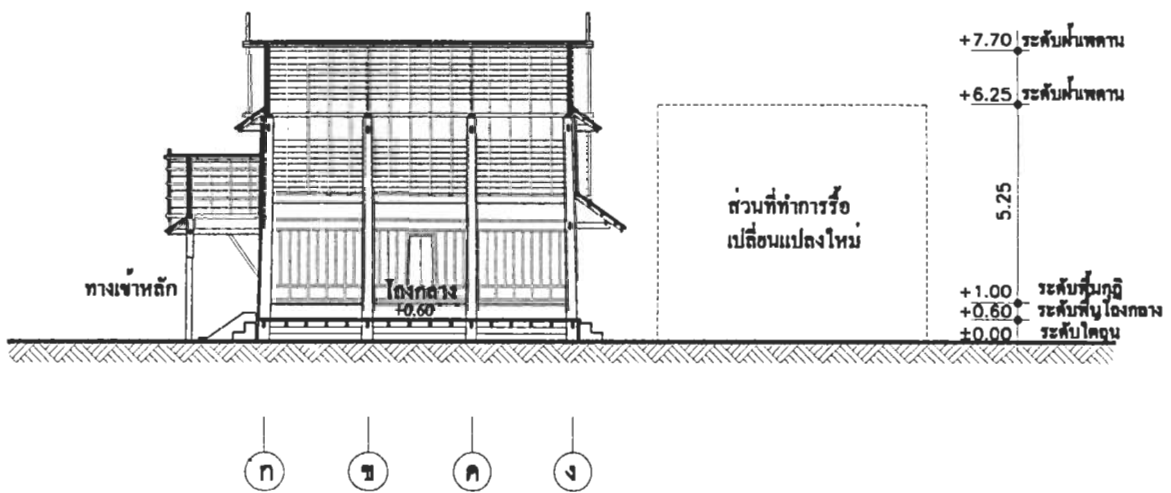 +7.70 ระดับฝ้าเพดาน
+6.25 ระดับฝ้าเพดาน
5.25
ส่วนที่ทำการรื้อ
เปลี่ยนแปลงใหม่
ทางเข้าหลัก
โถงกลาง
+0.60
+1.00 ระดับพื้นกุฏิ
+0.60 ระดับพื้นโถงกลาง
±0.00 ระดับใต้ถุน
ก ข ค ง